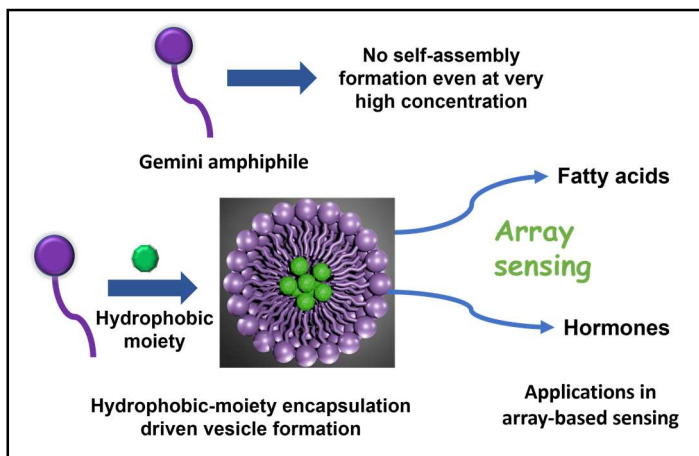 No self-assembly
formation even at very
high concentration
Gemini amphiphile
Fatty acids
Array
sensing
Hydrophobic
moiety
Hormones
Hydrophobic-moiety encapsulation
driven vesicle formation
Applications in
array-based sensing